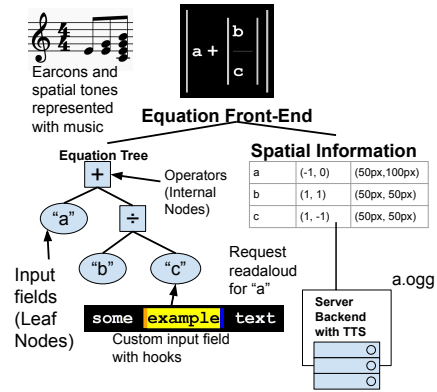 4
4
a + b
c
Earcons and
spatial tones
represented
with music
Equation Front-End
Equation Tree
+
Operators
(Internal
Nodes)
“a”
÷
“b”
“c”
Input
fields
(Leaf
Nodes)
some example text
Custom input field
with hooks
Spatial Information
a (-1, 0) (50px,100px)
b (1, 1) (50px, 50px)
c (1, -1) (50px, 50px)
Request
readaloud
for “a”
a.ogg
Server
Backend
with TTS